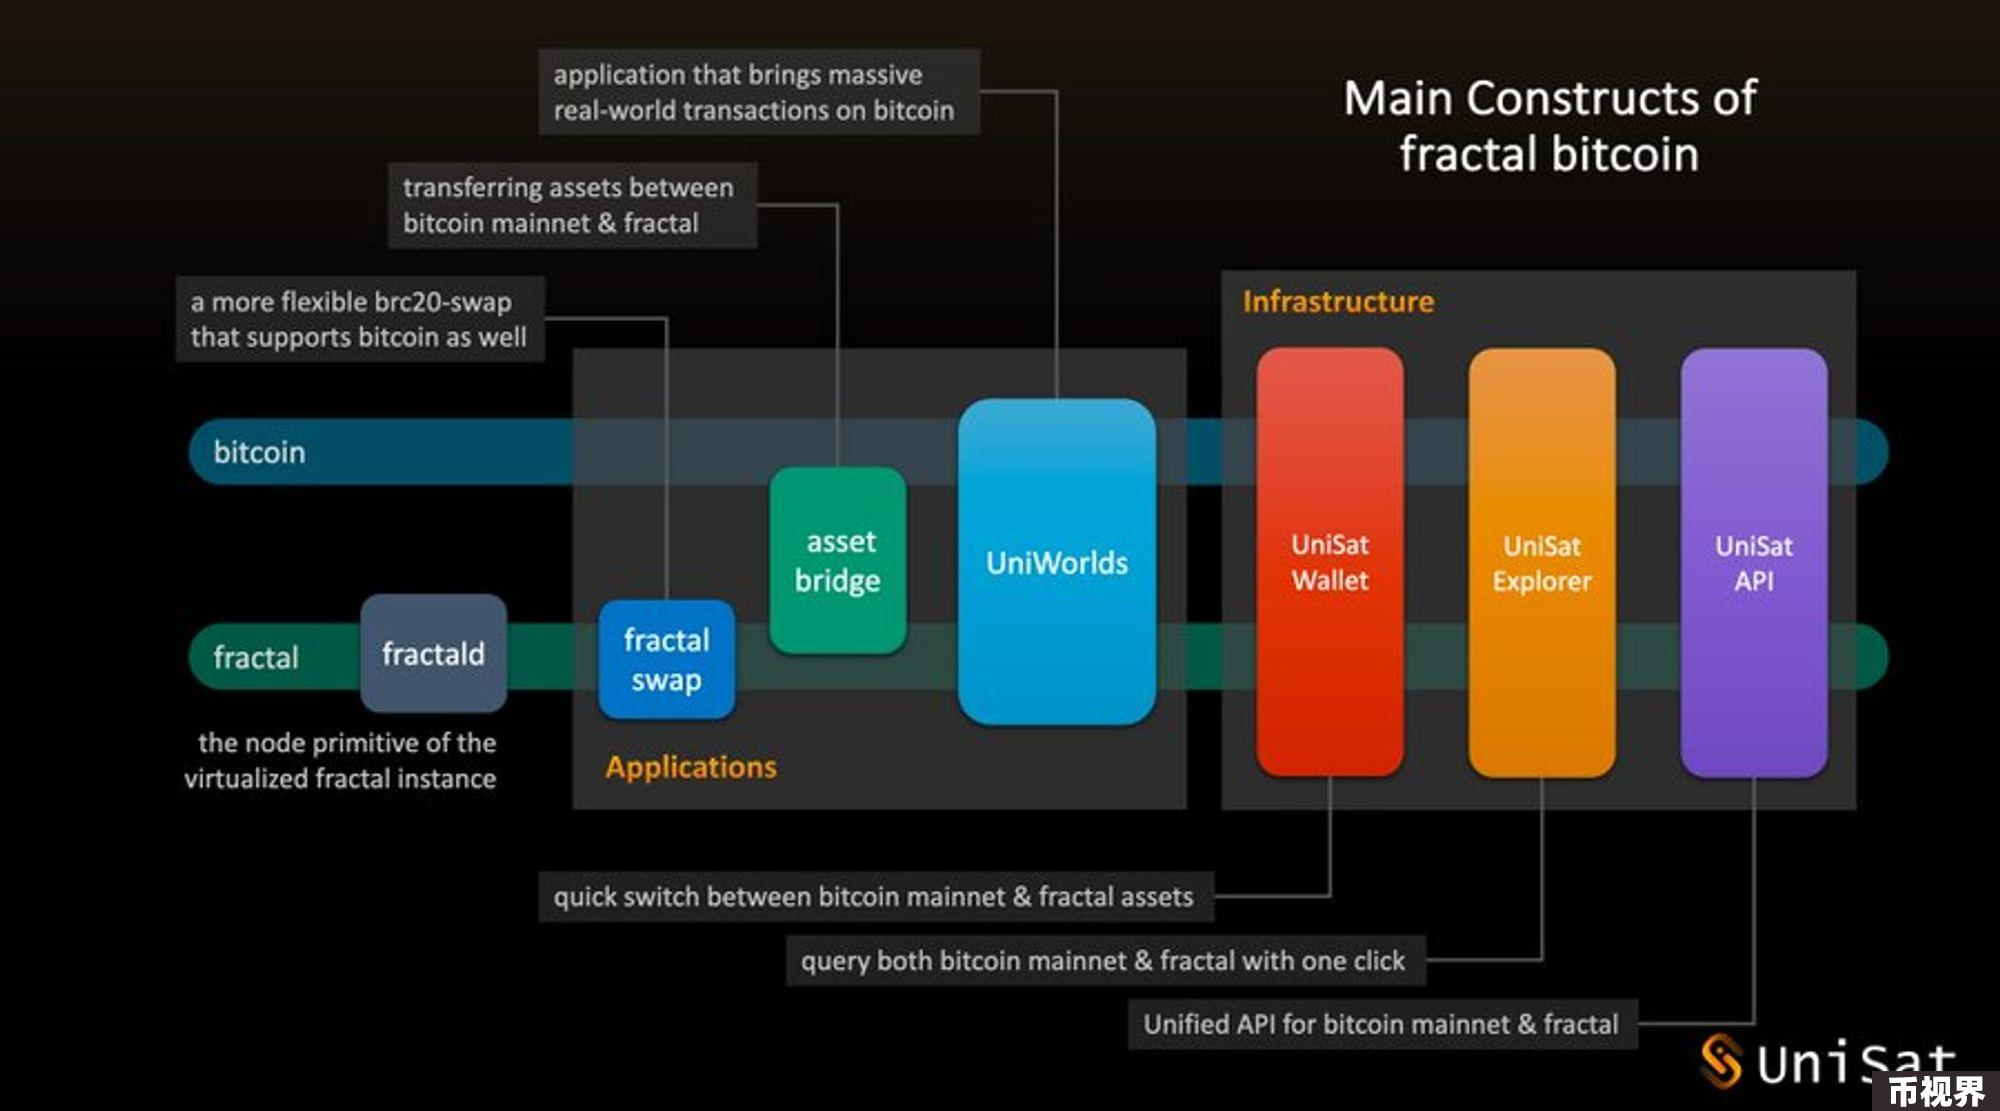 Main Constructs of
fractal bitcoin
application that brings massive
real-world transactions on bitcoin
transferring assets between
bitcoin mainnet & fractal
a more flexible brc20-swap
that supports bitcoin as well
Infrastructure
bitcoin
fractal
fractald
the node primitive of the
virtualized fractal instance
fractal
swap
asset
bridge
UniWorlds
Applications
UniSat
Wallet
UniSat
Explorer
UniSat
API
quick switch between bitcoin mainnet & fractal assets
query both bitcoin mainnet & fractal with one click
Unified API for bitcoin mainnet & fractal
UniSat
币视界